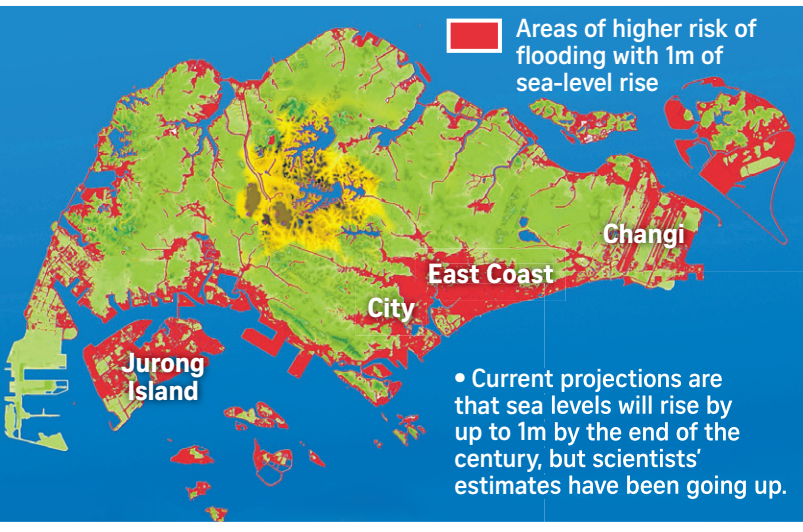 Areas of higher risk of
flooding with 1m of
sea-level rise
Changi
East Coast
City
Jurong
Island
• Current projections are
that sea levels will rise by
up to 1m by the end of the
century, but scientists’
estimates have been going up.